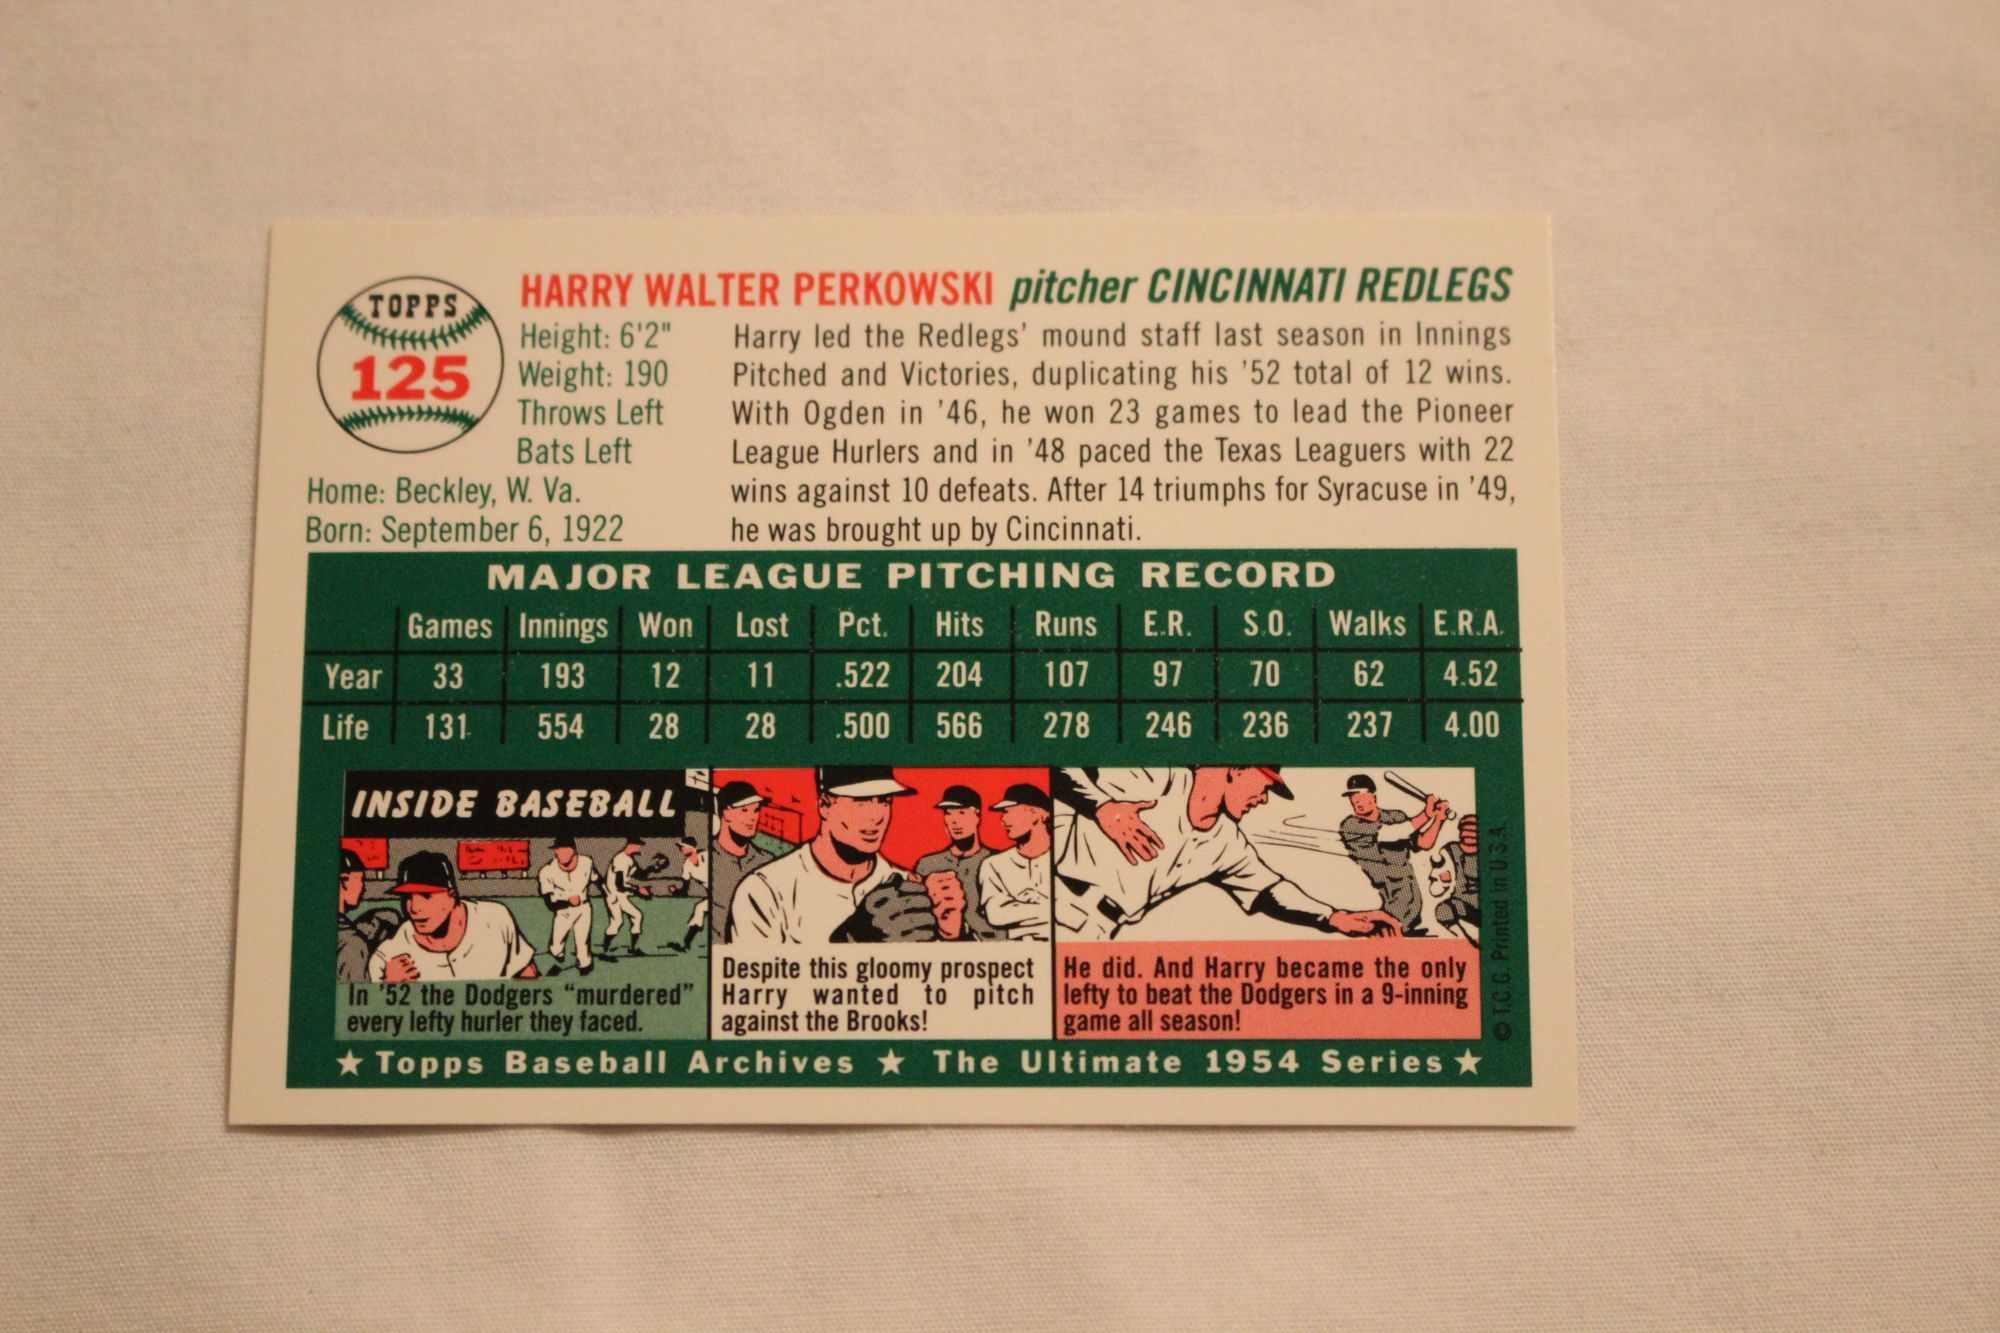 TOPPS
125
HARRY WALTER PERKOWSKI pitcher CINCINNATI REDLEGS
Height: 6'2"
Weight: 190
Throws Left
Bats Left
Home: Beckley, W. Va.
Born: September 6, 1922
Harry led the Redlegs' mound staff last season in Innings
Pitched and Victories, duplicating his '52 total of 12 wins.
With Ogden in '46, he won 23 games to lead the Pioneer
League Hurlers and in '48 paced the Texas Leaguers with 22
wins against 10 defeats. After 14 triumphs for Syracuse in '49,
he was brought up by Cincinnati.
MAJOR LEAGUE PITCHING RECORD
Games Innings Won Lost Pct. Hits Runs E.R. S.O. Walks E.R.A.
Year 33 193 12 11 .522 204 107 97 70 62 4.52
Life 131 554 28 28 .500 566 278 246 236 237 4.00
INSIDE BASEBALL
In '52 the Dodgers "murdered"
every lefty hurler they faced.
Despite this gloomy prospect
Harry wanted to pitch
against the Brooks!
He did. And Harry became the only
lefty to beat the Dodgers in a 9-inning
game all season!
© T.C.G. Printed in U.S.A.
★ Topps Baseball Archives ★ The Ultimate 1954 Series ★